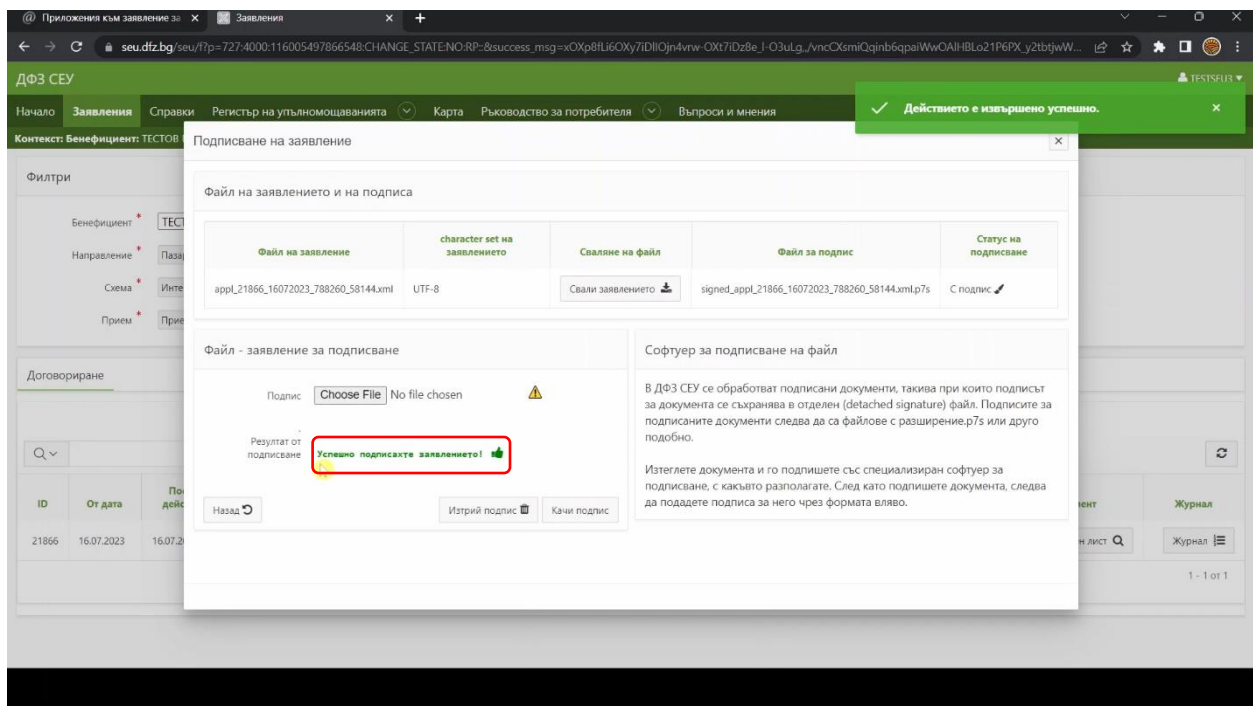 Приложения към заявление за
Заявления
seu.dfz.bg/seu/f?p=727:4000:116005497866548:CHANGE_STATE:NO:RP::&success_msg=
ДФЗ СЕУ
TESTSEU3
Начало Заявления Справки Регистър на упълномощаванията Карта Ръководство за потребителя Въпроси и мнения
Действието е извършено успешно.
Контекст: Бенефициент: ТЕСТОВ
Подписване на заявление
Филтри
Бенефициент *
Направление *
Схема *
Прием *
Файл на заявлението и на подписа
Файл на заявление
character set на
заявлението
Сваляне на файл
Файл за подпис
Статус на
подписване
appl_21866_16072023_788260_58144.xml UTF-8 Свали заявлението signed_appl_21866_16072023_788260_58144.xml.p7s С подпис
Файл - заявление за подписване
Подпис Choose File No file chosen
Резултат от
подписване
Успешно подписахте заявлението!
Назад Изтрий подпис Качи подпис
Софтуер за подписване на файл
В ДФЗ СЕУ се обработват подписани документи, такива при които подписът
за документа се съхранява в отделен (detached signature) файл. Подписите за
подписаните документи следва да са файлове с разширение.p7s или друго
подобно.
Изтеглете документа и го подпишете със специализиран софтуер за
подписване, с какъвто разполагате. След като подпишете документа, следва
да подадете подписа за него чрез формата вляво.
Договориране
ID От дата Журнал
21866 16.07.2023 н лист Журнал
1 - 1 от 1